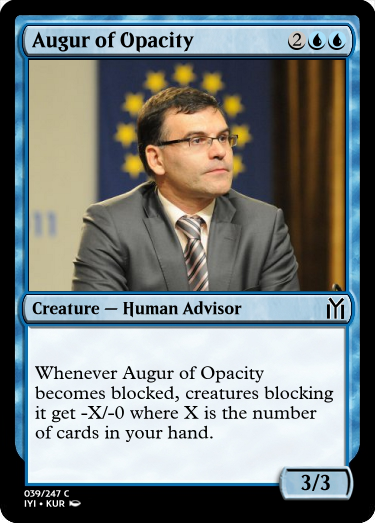 Augur of Opacity 2
Creature — Human Advisor
Whenever Augur of Opacity
becomes blocked, creatures blocking
it get -X/-0 where X is the number
of cards in your hand.
3/3
039/247 C
IYI • KUR